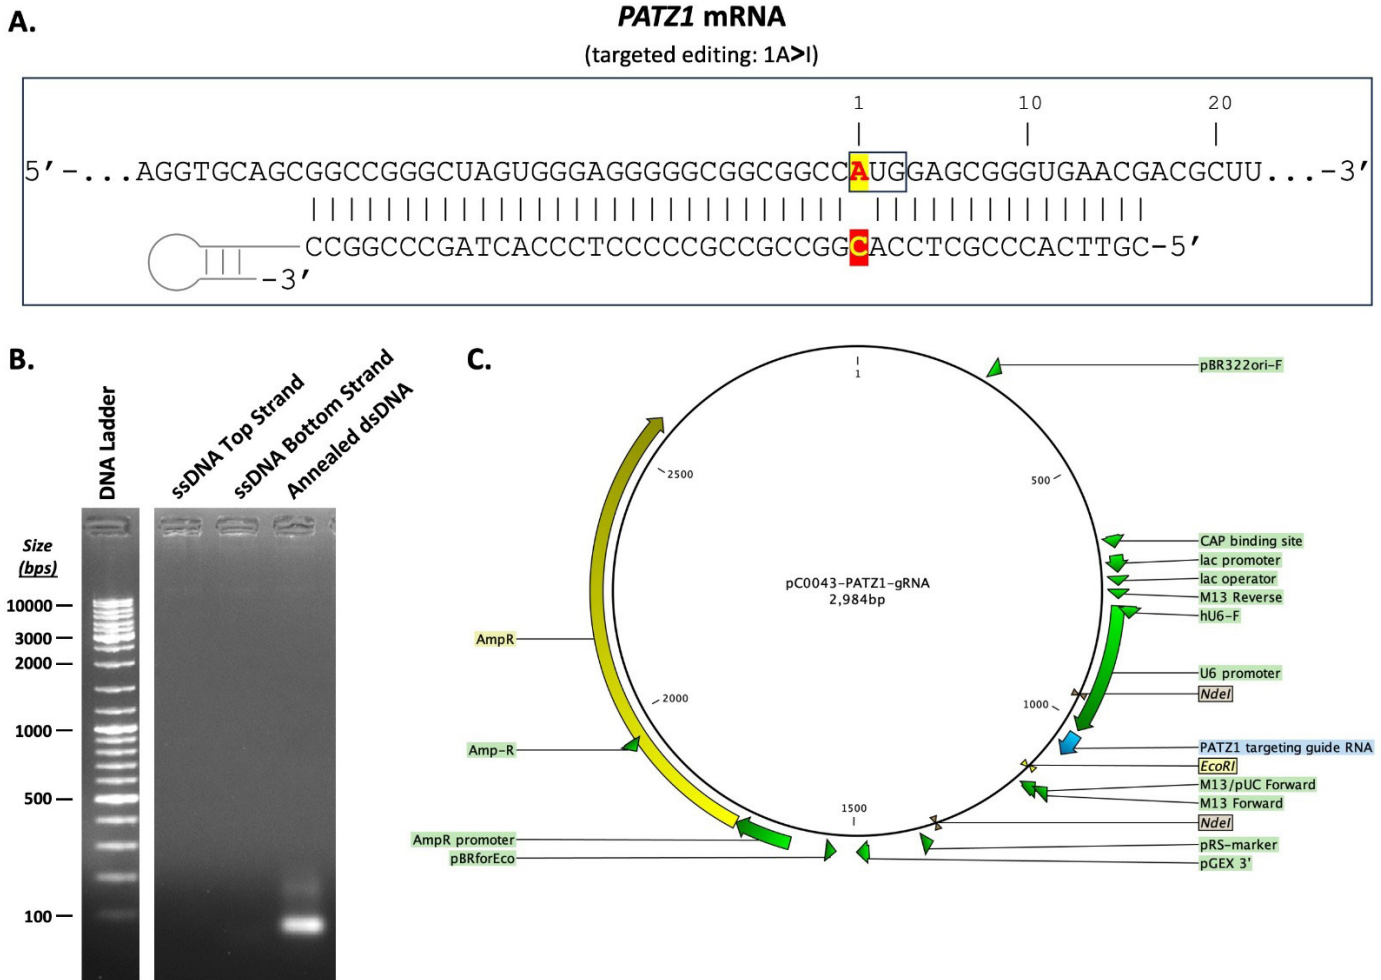 A.
PATZ1 mRNA
(targeted editing: 1A>I)
1 10 20
5′-...AGGTGCAGCGGCCGGGCUAGUGGGAGGGGGCGGCGGCCAUGGAGCGGGUGAACGACGCUU...-3′
CCGGCCCGATCACCCTCCCCCGCCGCCGGCACCTCGCCCACTTGC-5′
-3′
B.
DNA Ladder
ssDNA Top Strand
ssDNA Bottom Strand
Annealed dsDNA
Size
(bps)
10000
3000
2000
1000
500
100
C.
1
500
1000
1500
2000
2500
pC0043-PATZ1-gRNA
2,984bp
pBR322ori-F
CAP binding site
lac promoter
lac operator
M13 Reverse
hU6-F
U6 promoter
NdeI
PATZ1 targeting guide RNA
EcoRI
M13/pUC Forward
M13 Forward
NdeI
pRS-marker
pGEX 3'
AmpR
Amp-R
AmpR promoter
pBRforEco